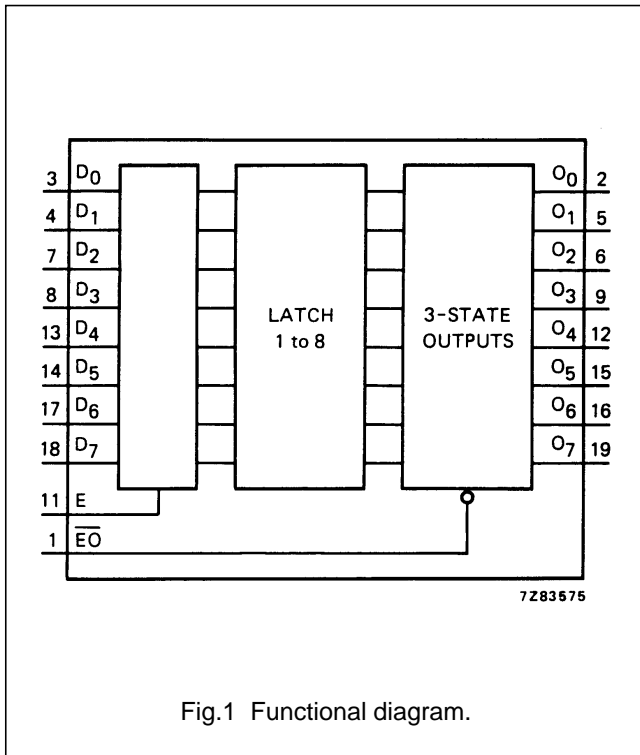 3 D0 O0 2
4 D1 O1 5
7 D2 O2 6
8 D3 O3 9
LATCH 3-STATE
13 D4 O4 12
1 to 8 OUTPUTS
14 D5 O5 15
17 D6 O6 16
18 D7 O7 19
11 E
1 E̅O̅
7Z83575
Fig.1 Functional diagram.